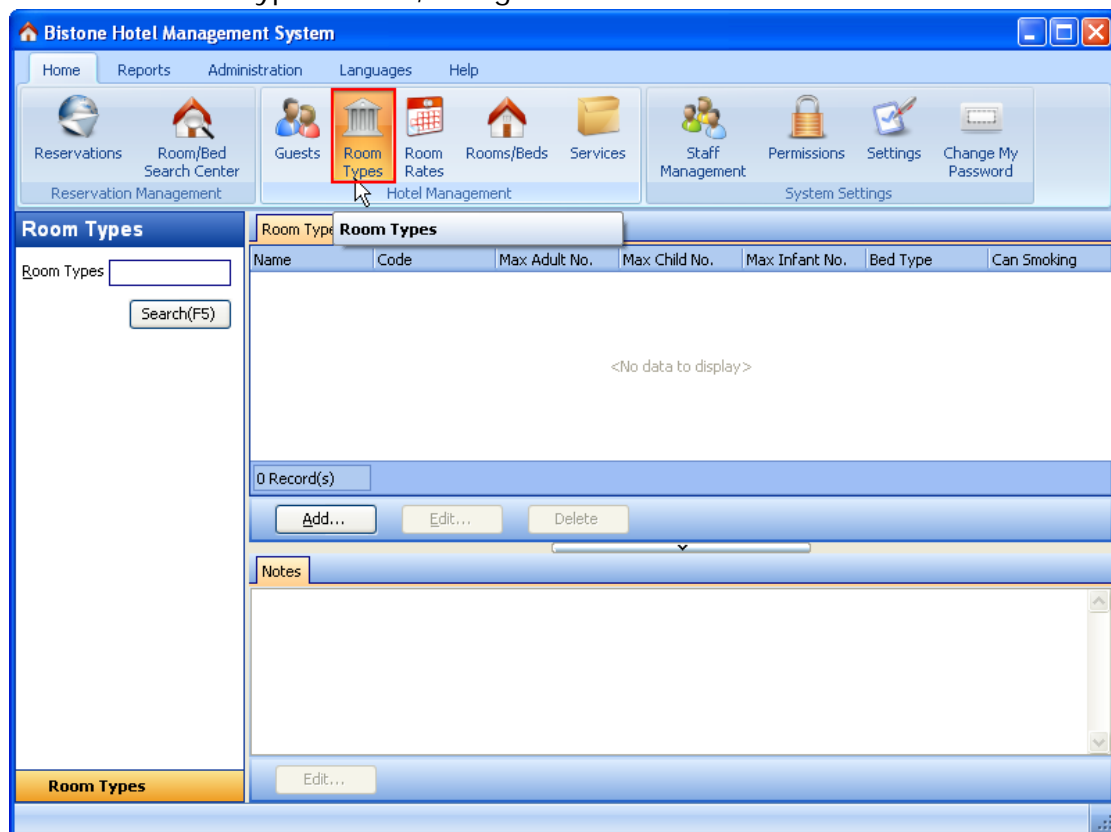 Bistone Hotel Management System
Home Reports Administration Languages Help
Reservations Room/Bed Search Center Guests Room Types Room Rates Rooms/Beds Services Staff Management Permissions Settings Change My Password
Reservation Management Hotel Management System Settings
Room Types
Room Type Room Types
Room Types
Search(F5)
Name Code Max Adult No. Max Child No. Max Infant No. Bed Type Can Smoking
<No data to display>
0 Record(s)
Add... Edit... Delete
Notes
Edit...
Room Types